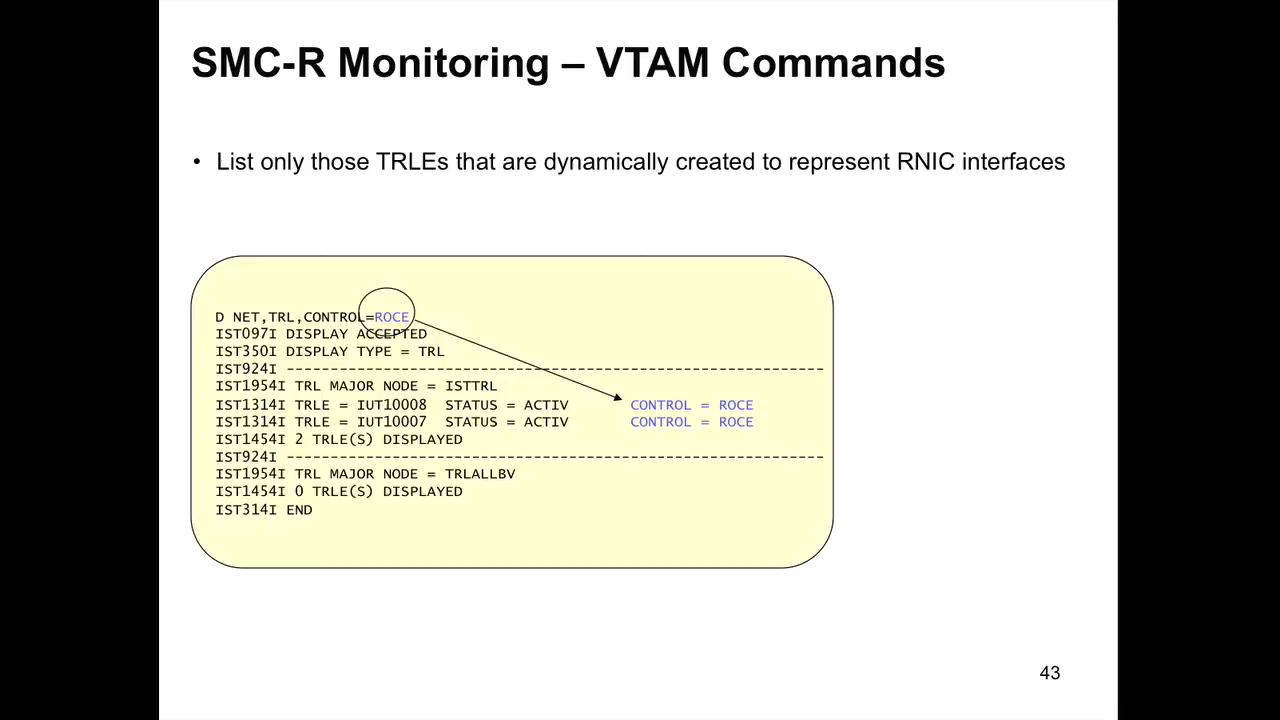 SMC-R Monitoring – VTAM Commands
• List only those TRLEs that are dynamically created to represent RNIC interfaces
D NET,TRL,CONTROL=ROCE
IST097I DISPLAY ACCEPTED
IST350I DISPLAY TYPE = TRL
IST924I -------------------------------------------------------------
IST1954I TRL MAJOR NODE = ISTTRL
IST1314I TRLE = IUT10008  STATUS = ACTIV       CONTROL = ROCE
IST1314I TRLE = IUT10007  STATUS = ACTIV       CONTROL = ROCE
IST1454I 2 TRLE(S) DISPLAYED
IST924I -------------------------------------------------------------
IST1954I TRL MAJOR NODE = TRLALLBV
IST1454I 0 TRLE(S) DISPLAYED
IST314I END
43